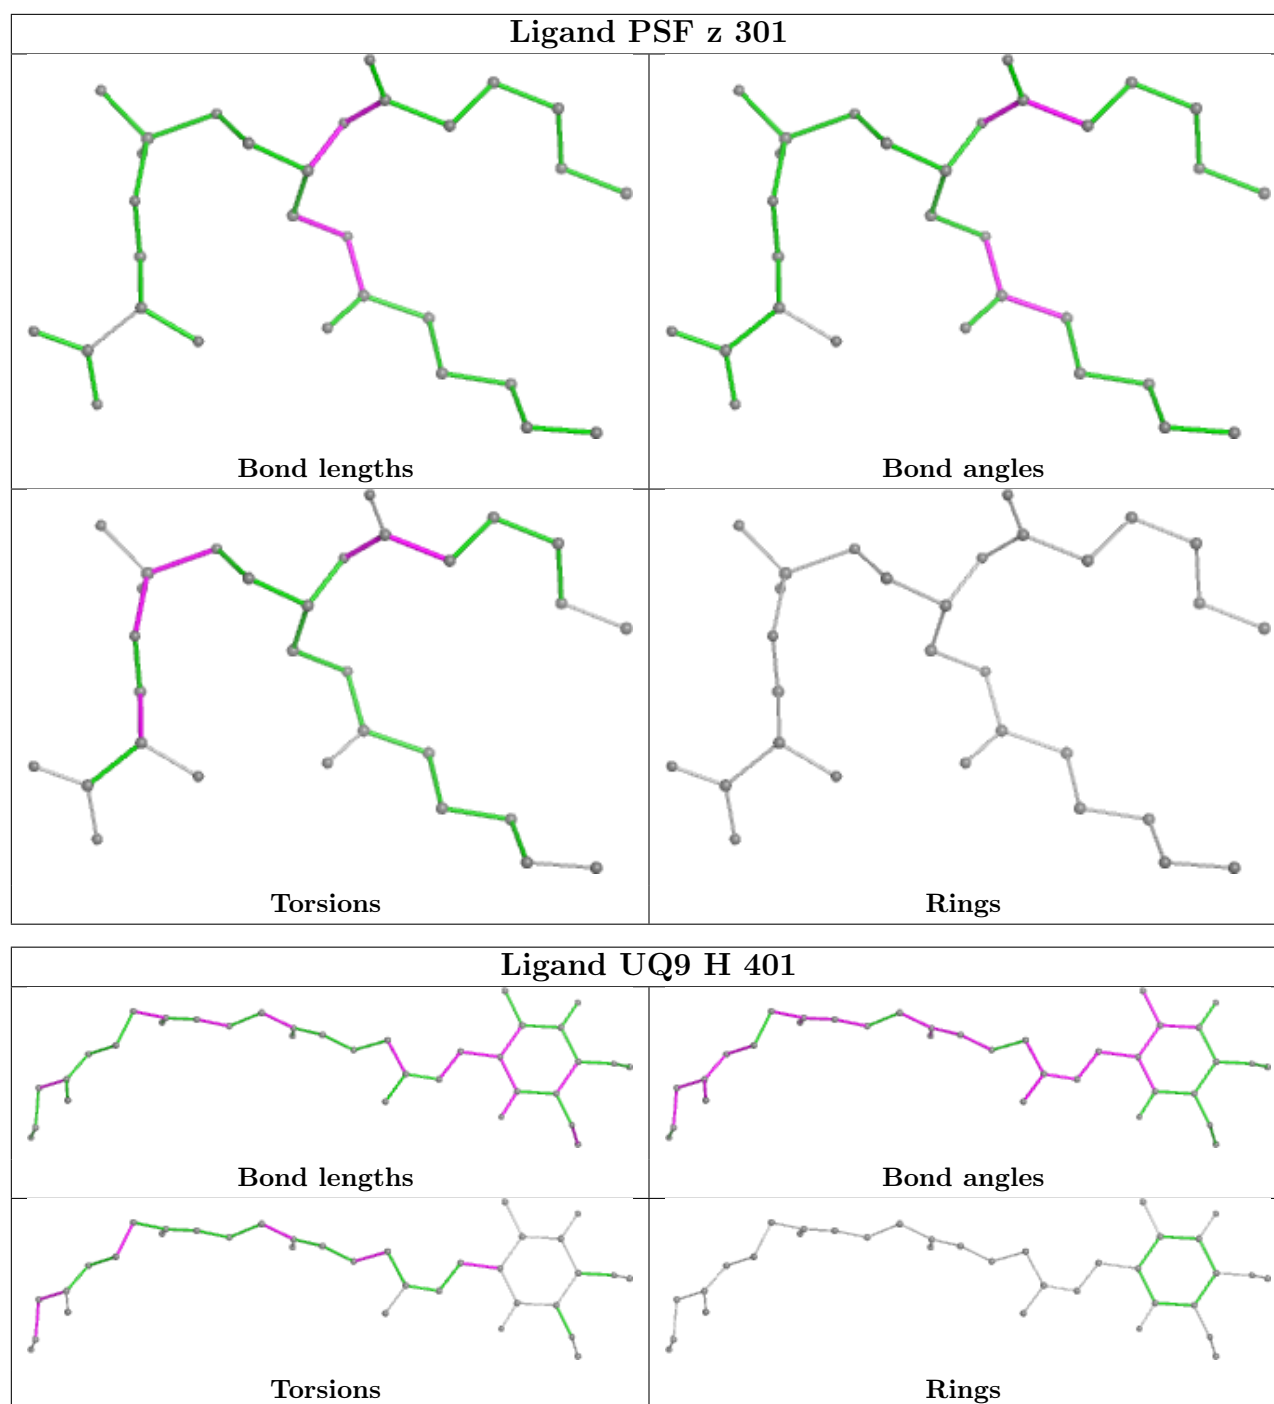 Ligand PSF z 301
Bond lengths
Bond angles
Torsions
Rings
Ligand UQ9 H 401
Bond lengths
Bond angles
Torsions
Rings